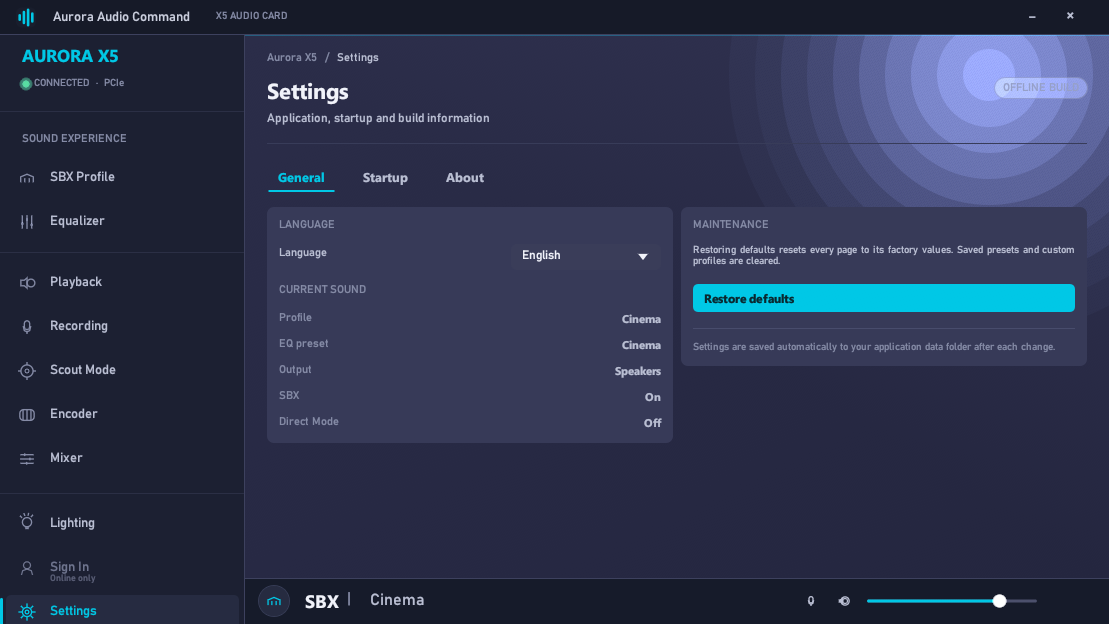 Aurora Audio Command
X5 AUDIO CARD
AURORA X5
CONNECTED - PCIe
SOUND EXPERIENCE
SBX Profile
Equalizer
Playback
Recording
Scout Mode
Encoder
Mixer
Lighting
Sign In
Online only
Settings
Aurora X5 / Settings
Settings
OFFLINE
Application, startup and build information
General
Startup
About
LANGUAGE
Language
English
CURRENT SOUND
Profile
Cinema
EQ preset
Cinema
Output
Speakers
SBX
On
Direct Mode
Off
MAINTENANCE
Restoring defaults resets every page to its factory values. Saved presets and custom
profiles are cleared.
Restore defaults
Settings are saved automatically to your application data folder after each change.
SBX | Cinema